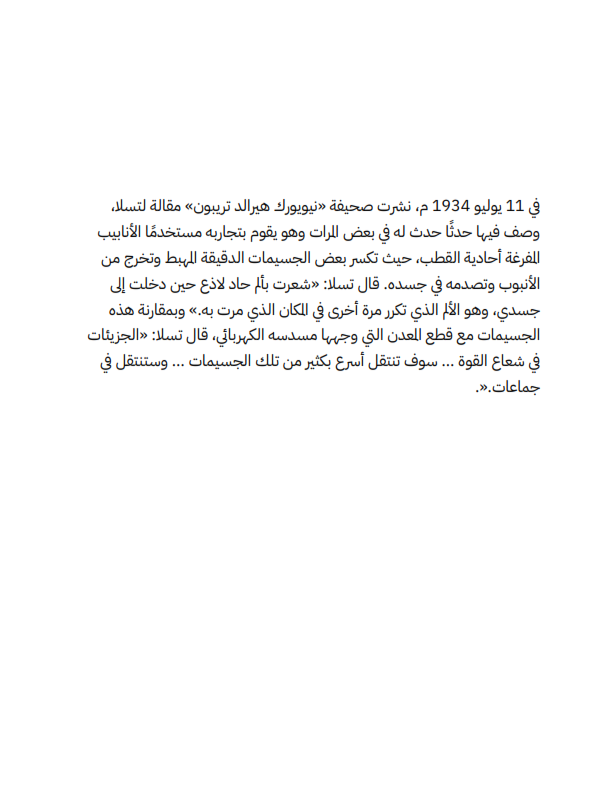 في 11 يوليو 1934 م، نشرت صحيفة «نيويورك هيرالد تريبون» مقالة لتسلا،
وصف فيها حدثًا حدث له في بعض المرات وهو يقوم بتجاربه مستخدمًا الأنابيب
المفرغة أحادية القطب، حيث تكسر بعض الجسيمات الدقيقة المهبط وتخرج من
الأنبوب وتصدمه في جسده. قال تسلا: «شعرت بألم حاد لاذع حين دخلت إلى
جسدي، وهو الألم الذي تكرر مرة أخرى في المكان الذي مرت به.» وبمقارنة هذه
الجسيمات مع قطع المعدن التي وجهها مسدسه الكهربائي، قال تسلا: «الجزيئات
في شعاع القوة ... سوف تنتقل أسرع بكثير من تلك الجسيمات ... وستنتقل في
جماعات.».